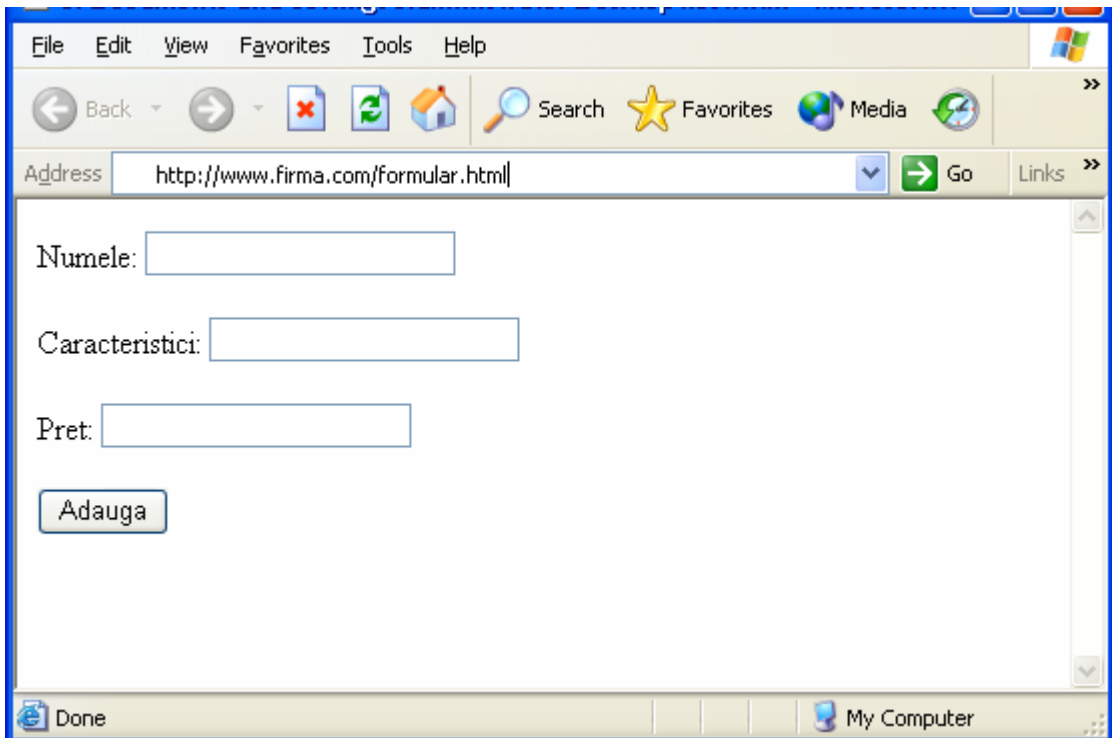 File Edit View Favorites Tools Help
Back Search Favorites Media »
Address http://www.firma.com/formular.html Go Links »
Numele:
Caracteristici:
Pret:
Adauga
Done My Computer